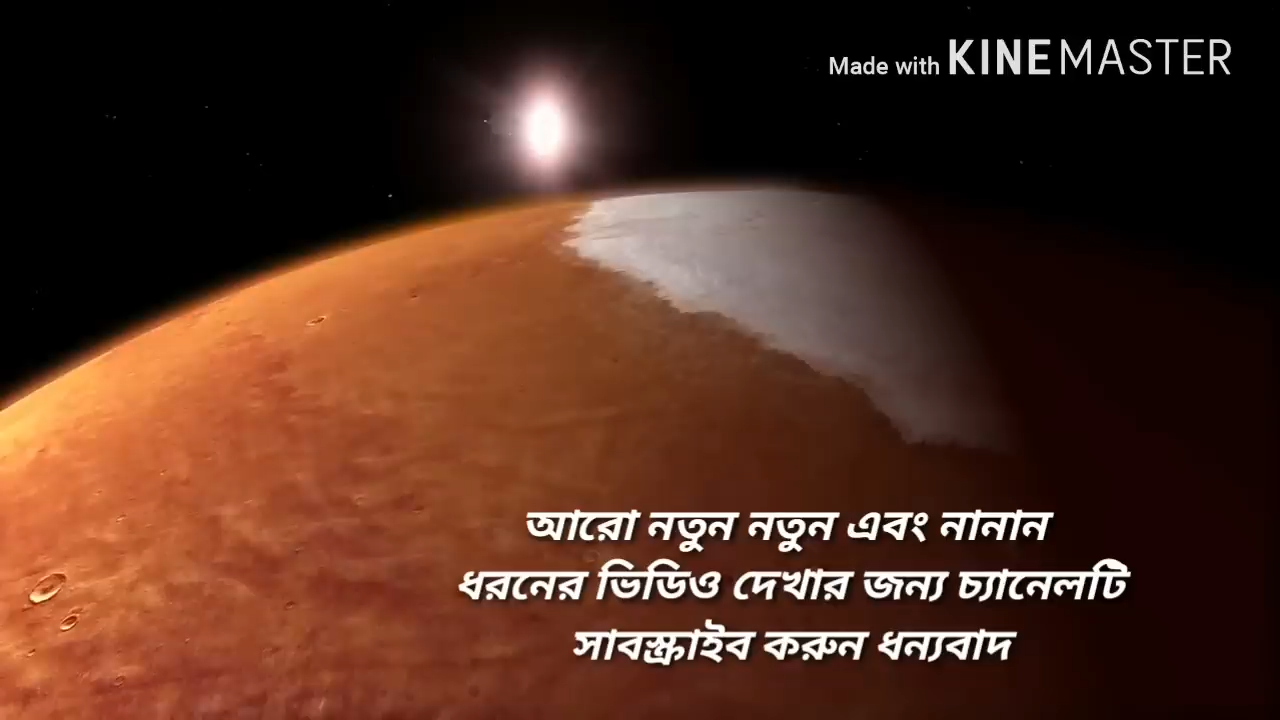 Made with KINEMASTER
আরো নতুন নতুন এবং নানান
ধরনের ভিডিও দেখার জন্য চ্যানেলটি
সাবস্ক্রাইব করুন ধন্যবাদ